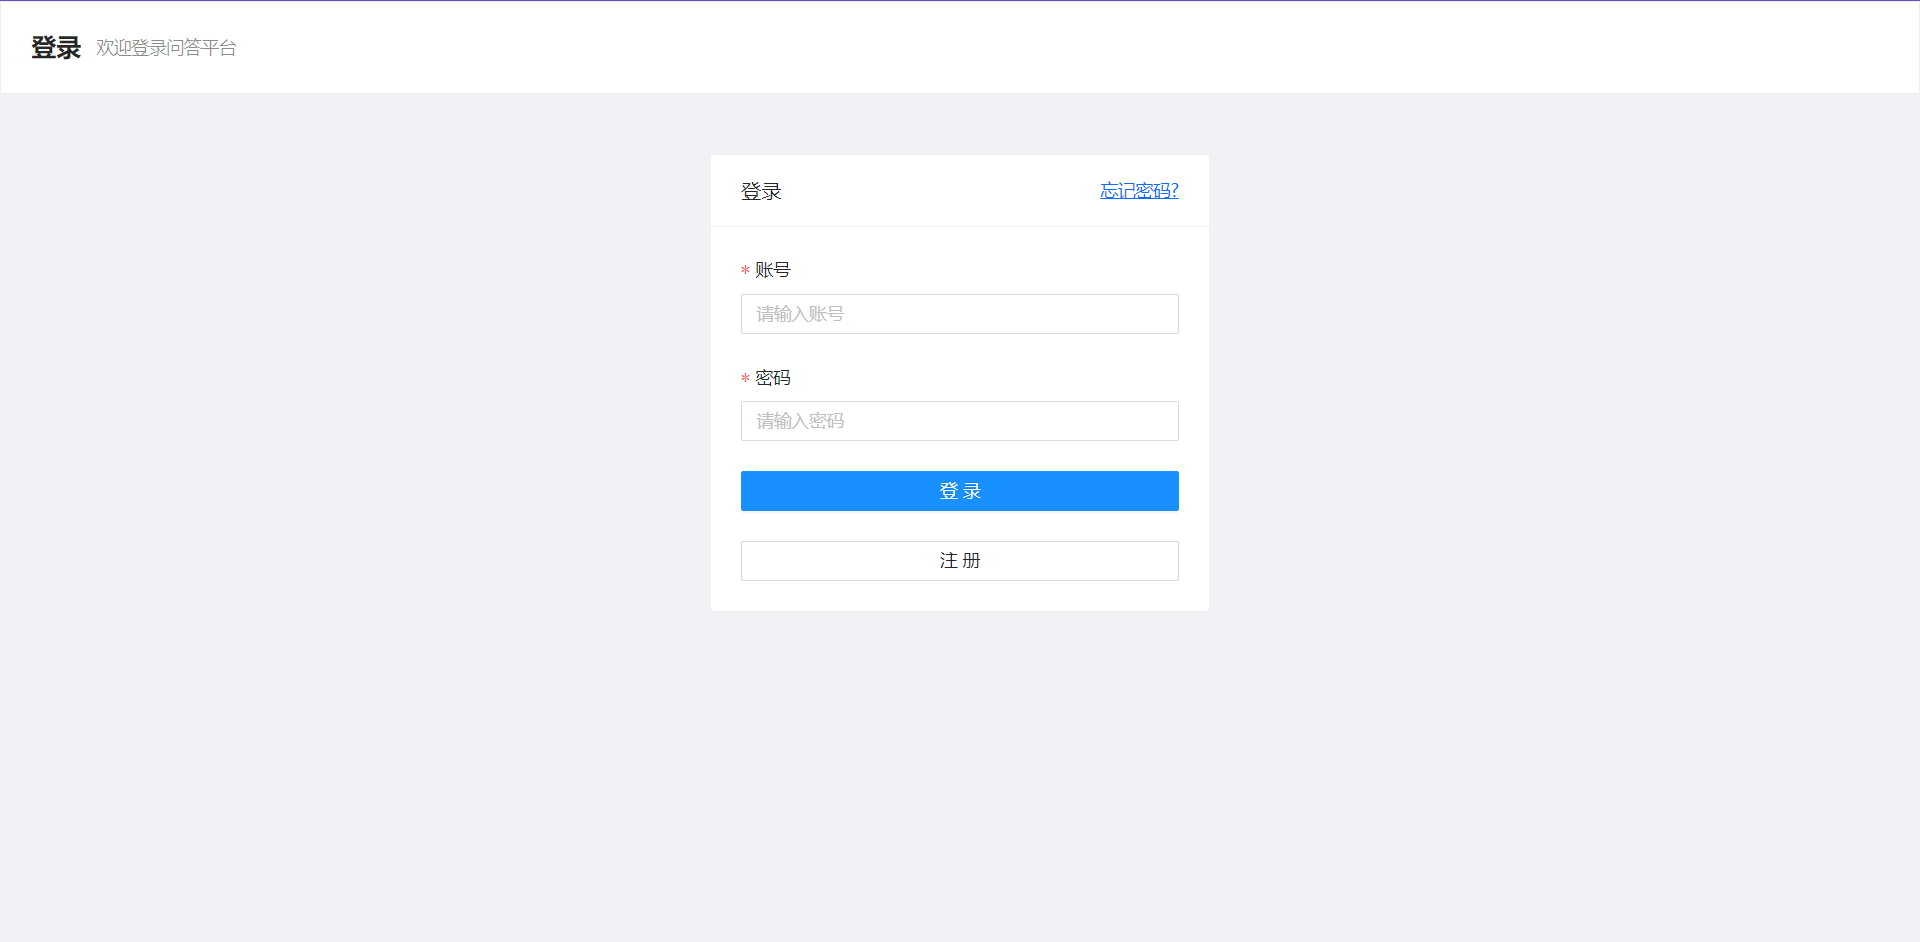 登录 欢迎登录问答平台
登录 忘记密码?
* 账号
请输入账号
* 密码
请输入密码
登 录
注 册